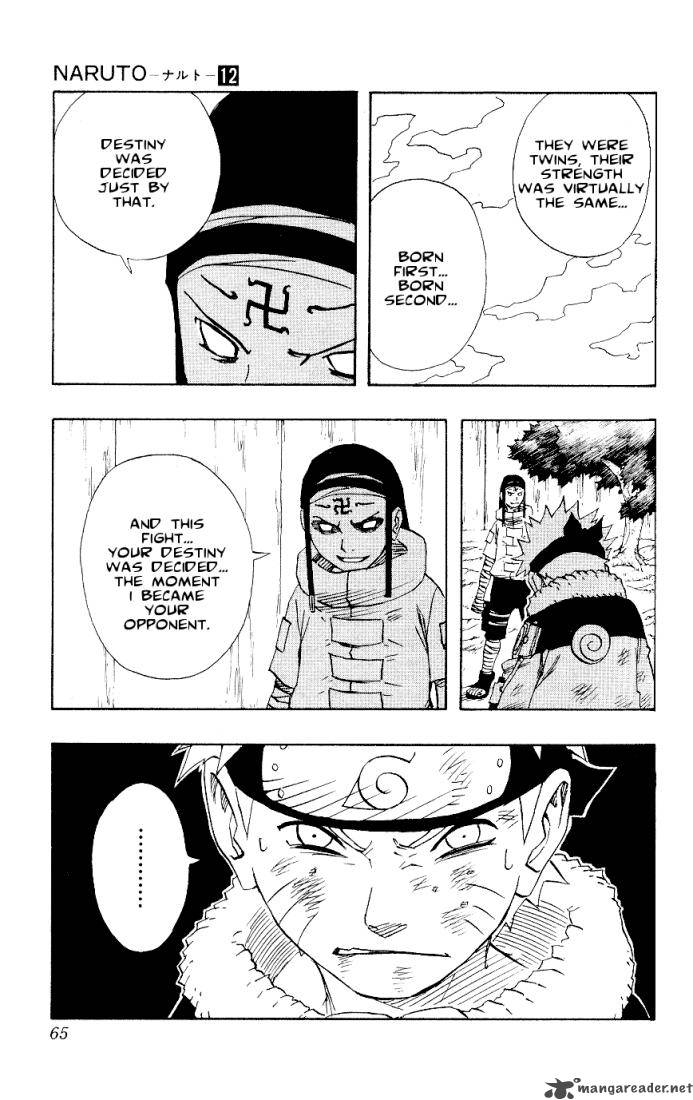 NARUTO—ナルト—12
THEY WERE
TWINS, THEIR
STRENGTH
WAS VIRTUALLY
THE SAME...
BORN
FIRST...
BORN
SECOND...
DESTINY
WAS
DECIDED
JUST BY
THAT.
AND THIS
FIGHT...
YOUR DESTINY
WAS DECIDED...
THE MOMENT
I BECAME
YOUR
OPPONENT.
.........
65
mangareader.net